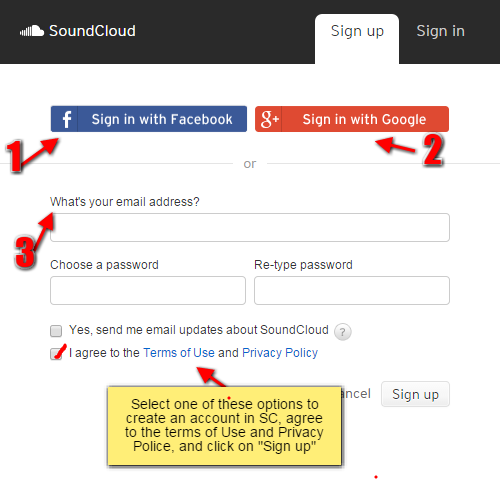 SoundCloud
Sign up
Sign in
f
Sign in with Facebook
g+
Sign in with Google
1
2
or
What's your email address?
3
Choose a password
Re-type password
Yes, send me email updates about SoundCloud
?
I agree to the Terms of Use and Privacy Policy
Select one of these options to
create an account in SC, agree
to the terms of Use and Privacy
Police, and click on "Sign up"
ancel
Sign up